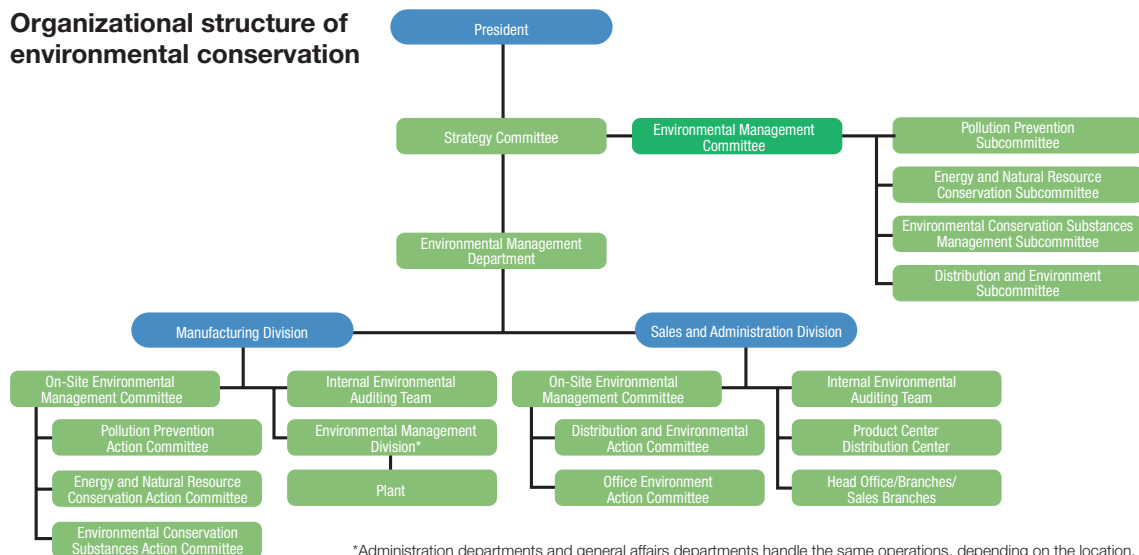 Organizational structure of
environmental conservation
President
Strategy Committee
Environmental Management
Committee
Pollution Prevention
Subcommittee
Energy and Natural Resource
Conservation Subcommittee
Environmental Conservation Substances
Management Subcommittee
Distribution and Environment
Subcommittee
Environmental Management
Department
Manufacturing Division
Sales and Administration Division
On-Site Environmental
Management Committee
Pollution Prevention
Action Committee
Energy and Natural Resource
Conservation Action Committee
Environmental Conservation
Substances Action Committee
Internal Environmental
Auditing Team
Environmental Management
Division*
Plant
On-Site Environmental
Management Committee
Distribution and Environmental
Action Committee
Office Environment
Action Committee
Internal Environmental
Auditing Team
Product Center
Distribution Center
Head Office/Branches/
Sales Branches
*Administration departments and general affairs departments handle the same operations, depending on the location.